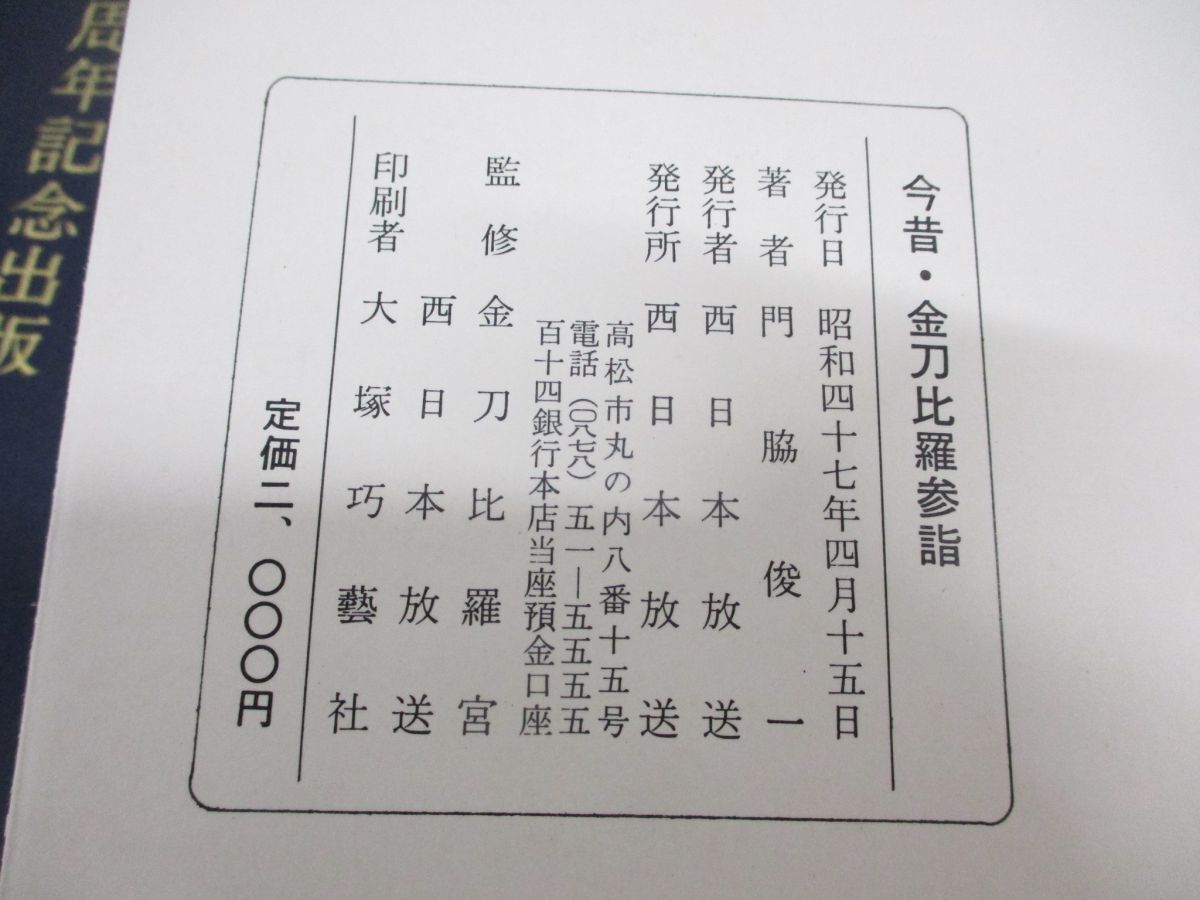 今昔・金刀比羅参詣
発行日 昭和四十七年四月十五日
著者 門脇俊一
発行者 西日本放送
発行所 西日本放送
高松市丸の内八番十五号
電話(〇八七八)五一―五五五五
百十四銀行本店当座預金口座
監修 金刀比羅宮
西日本放送
印刷者 大塚巧藝社
定価二、〇〇〇円
周年記念出版